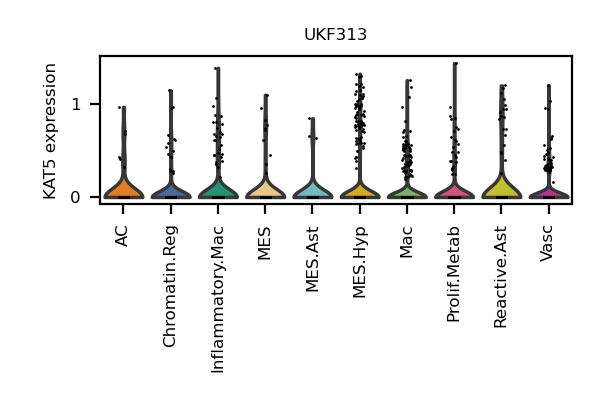 UKF313
KAT5 expression
1
0
AC
Chromatin.Reg
Inflammatory.Mac
MES
MES.Ast
MES.Hyp
Mac
Prolif.Metab
Reactive.Ast
Vasc